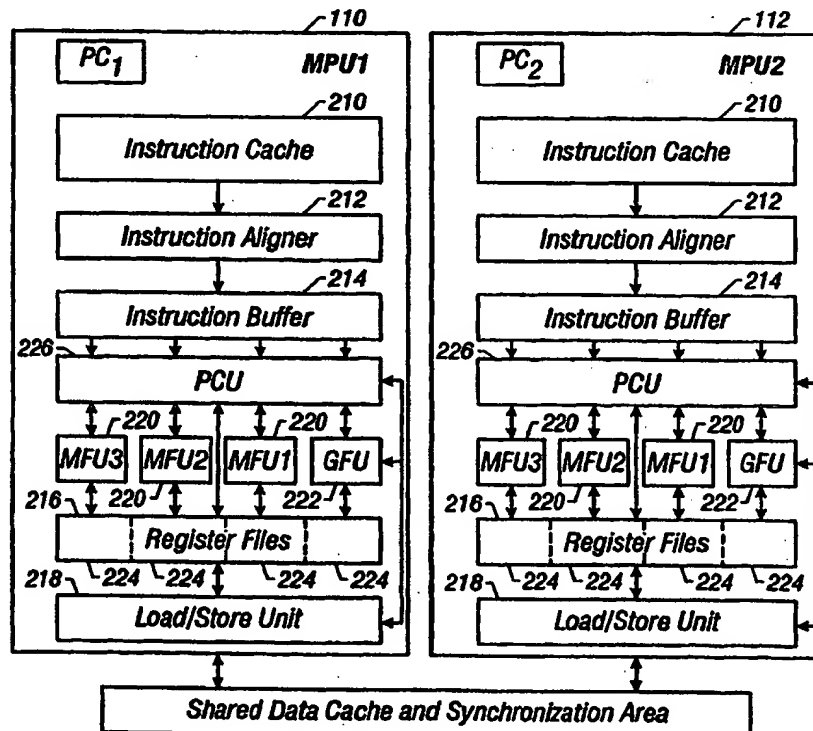 110
PC1
MPU1
210
Instruction Cache
212
Instruction Aligner
214
Instruction Buffer
226
PCU
220
220
MFU3
MFU2
MFU1
GFU
220
222
216
Register Files
224
224
224
224
218
Load/Store Unit
112
PC2
MPU2
210
Instruction Cache
212
Instruction Aligner
214
Instruction Buffer
226
PCU
220
220
MFU3
MFU2
MFU1
GFU
220
222
216
Register Files
224
224
224
224
218
Load/Store Unit
Shared Data Cache and Synchronization Area